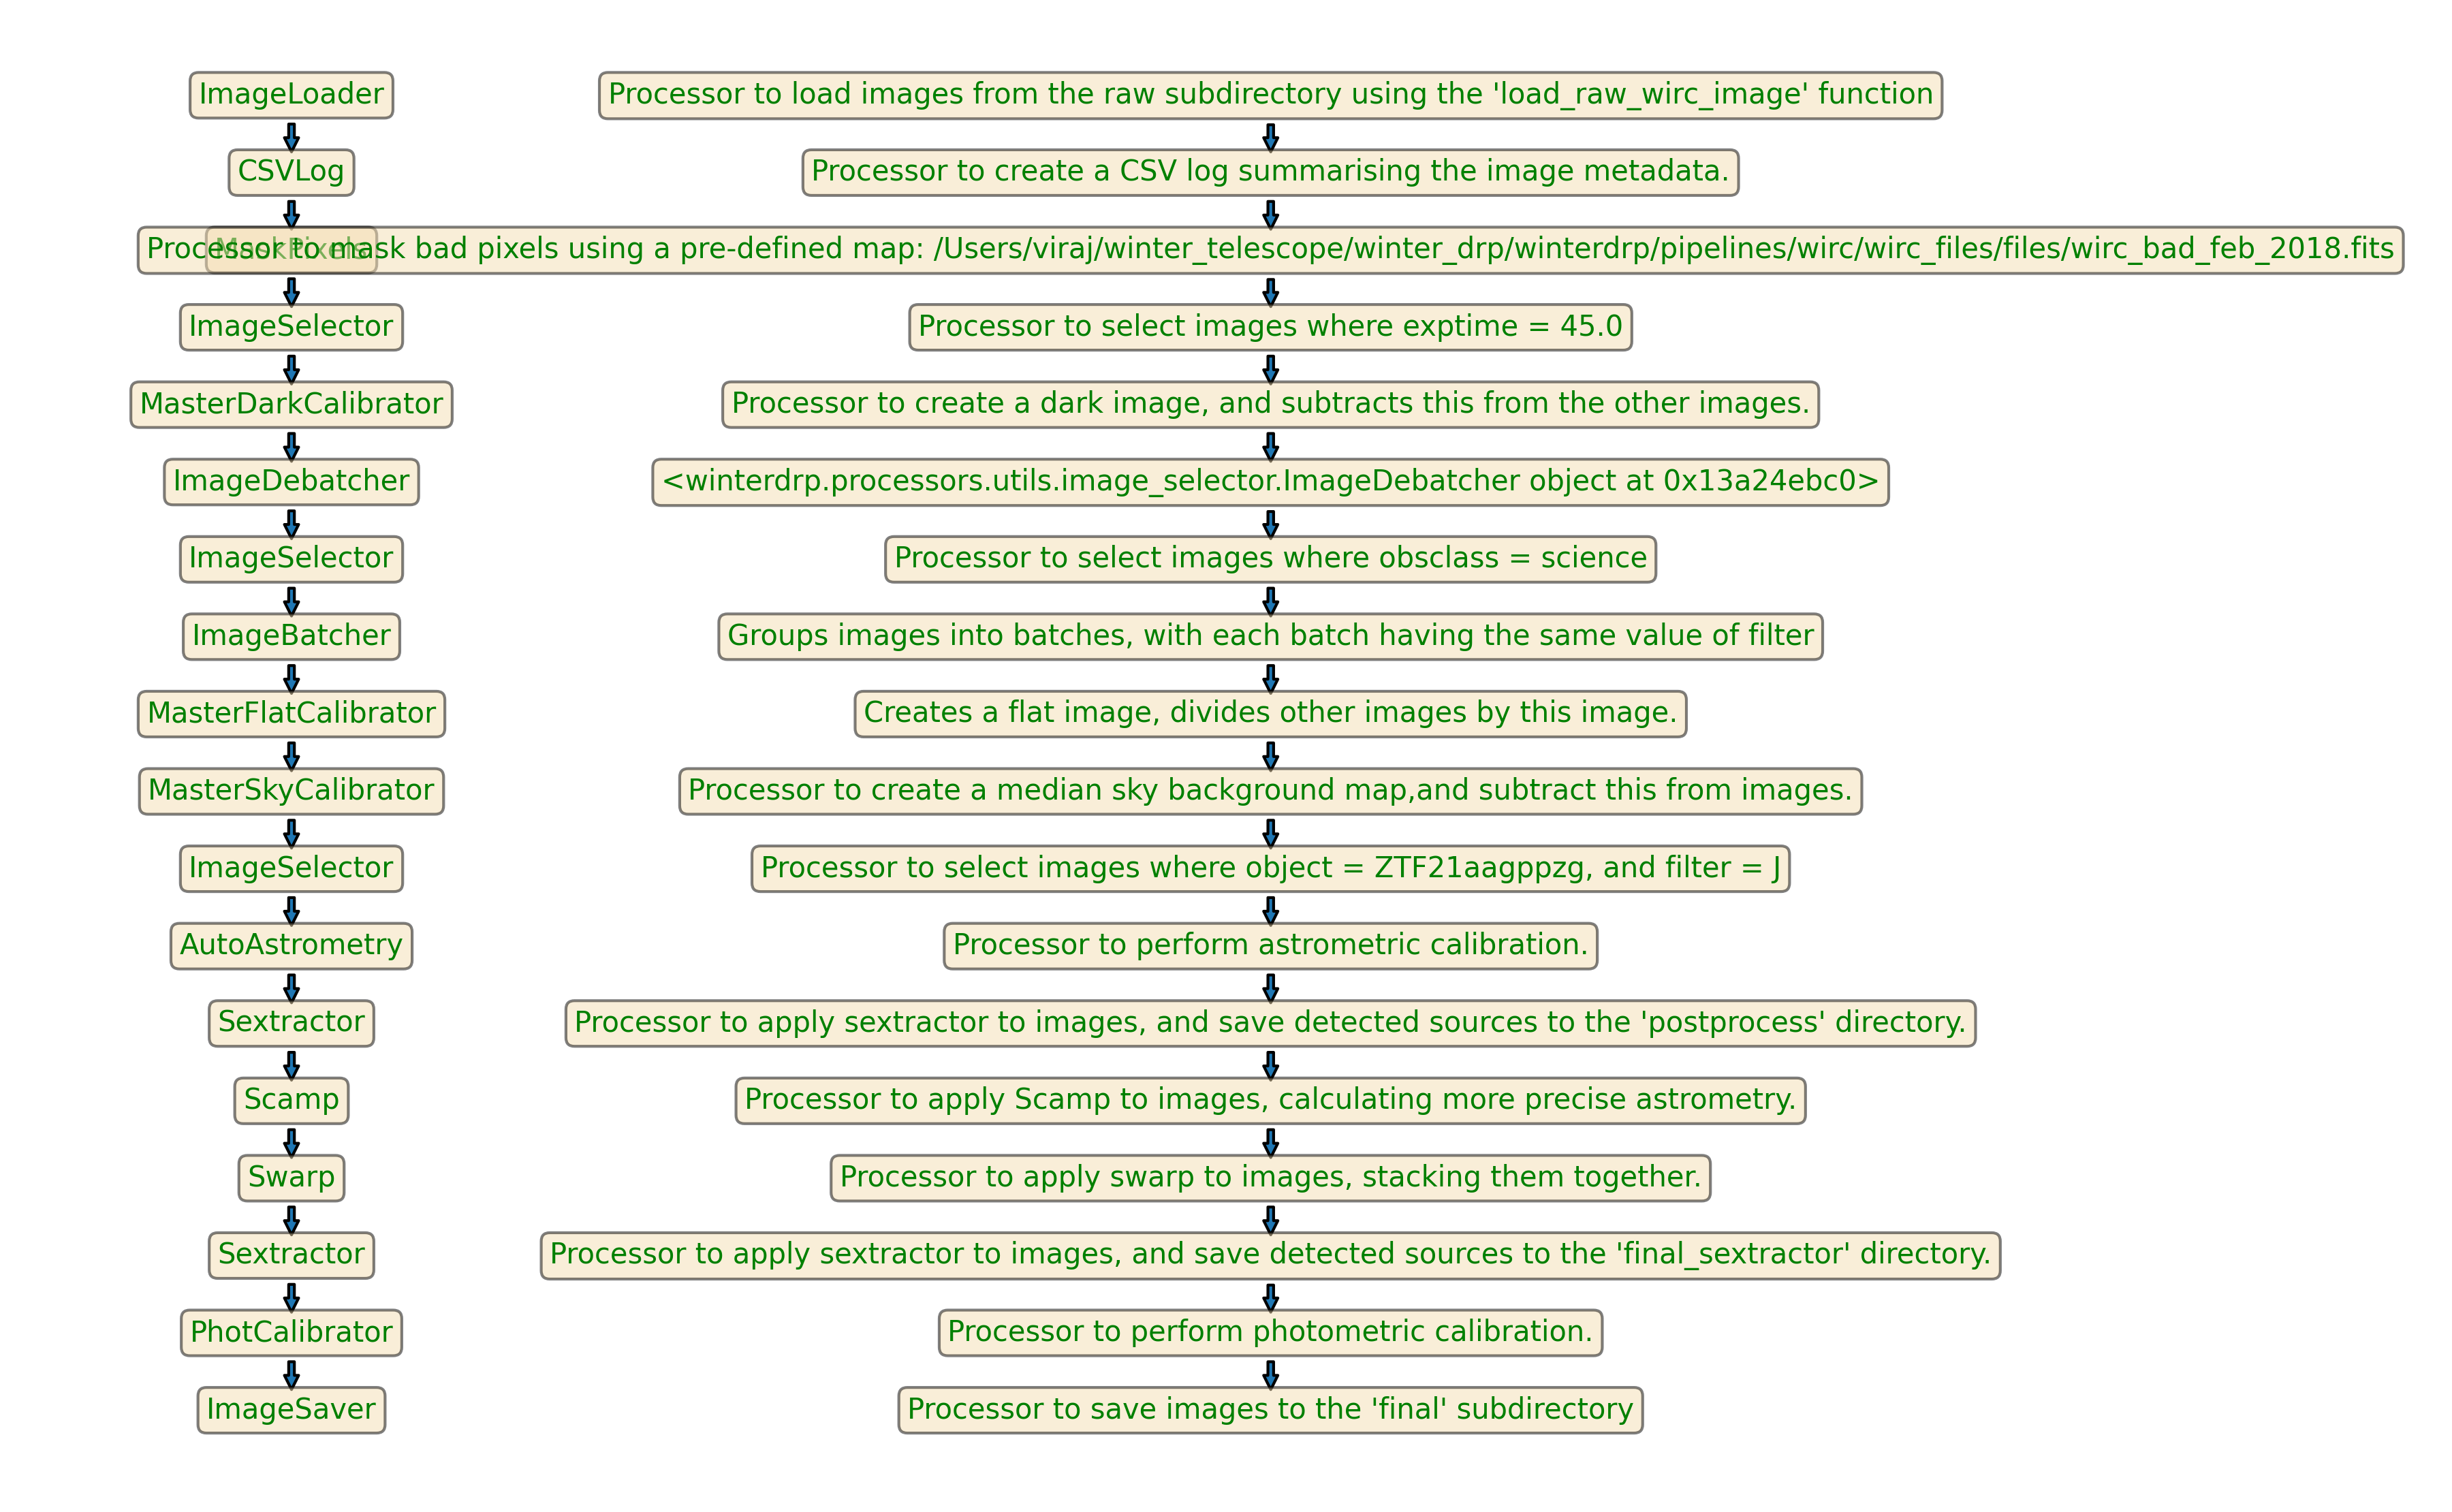 ImageLoader
Processor to load images from the raw subdirectory using the 'load_raw_wirc_image' function
CSVLog
Processor to create a CSV log summarising the image metadata.
MaskPixels
Processor to mask bad pixels using a pre-defined map: /Users/viraj/winter_telescope/winter_drp/winterdrp/pipelines/wirc/wirc_files/files/wirc_bad_feb_2018.fits
ImageSelector
Processor to select images where exptime = 45.0
MasterDarkCalibrator
Processor to create a dark image, and subtracts this from the other images.
ImageDebatcher
<winterdrp.processors.utils.image_selector.ImageDebatcher object at 0x13a24ebc0>
ImageSelector
Processor to select images where obsclass = science
ImageBatcher
Groups images into batches, with each batch having the same value of filter
MasterFlatCalibrator
Creates a flat image, divides other images by this image.
MasterSkyCalibrator
Processor to create a median sky background map,and subtract this from images.
ImageSelector
Processor to select images where object = ZTF21aagppzg, and filter = J
AutoAstrometry
Processor to perform astrometric calibration.
Sextractor
Processor to apply sextractor to images, and save detected sources to the 'postprocess' directory.
Scamp
Processor to apply Scamp to images, calculating more precise astrometry.
Swarp
Processor to apply swarp to images, stacking them together.
Sextractor
Processor to apply sextractor to images, and save detected sources to the 'final_sextractor' directory.
PhotCalibrator
Processor to perform photometric calibration.
ImageSaver
Processor to save images to the 'final' subdirectory